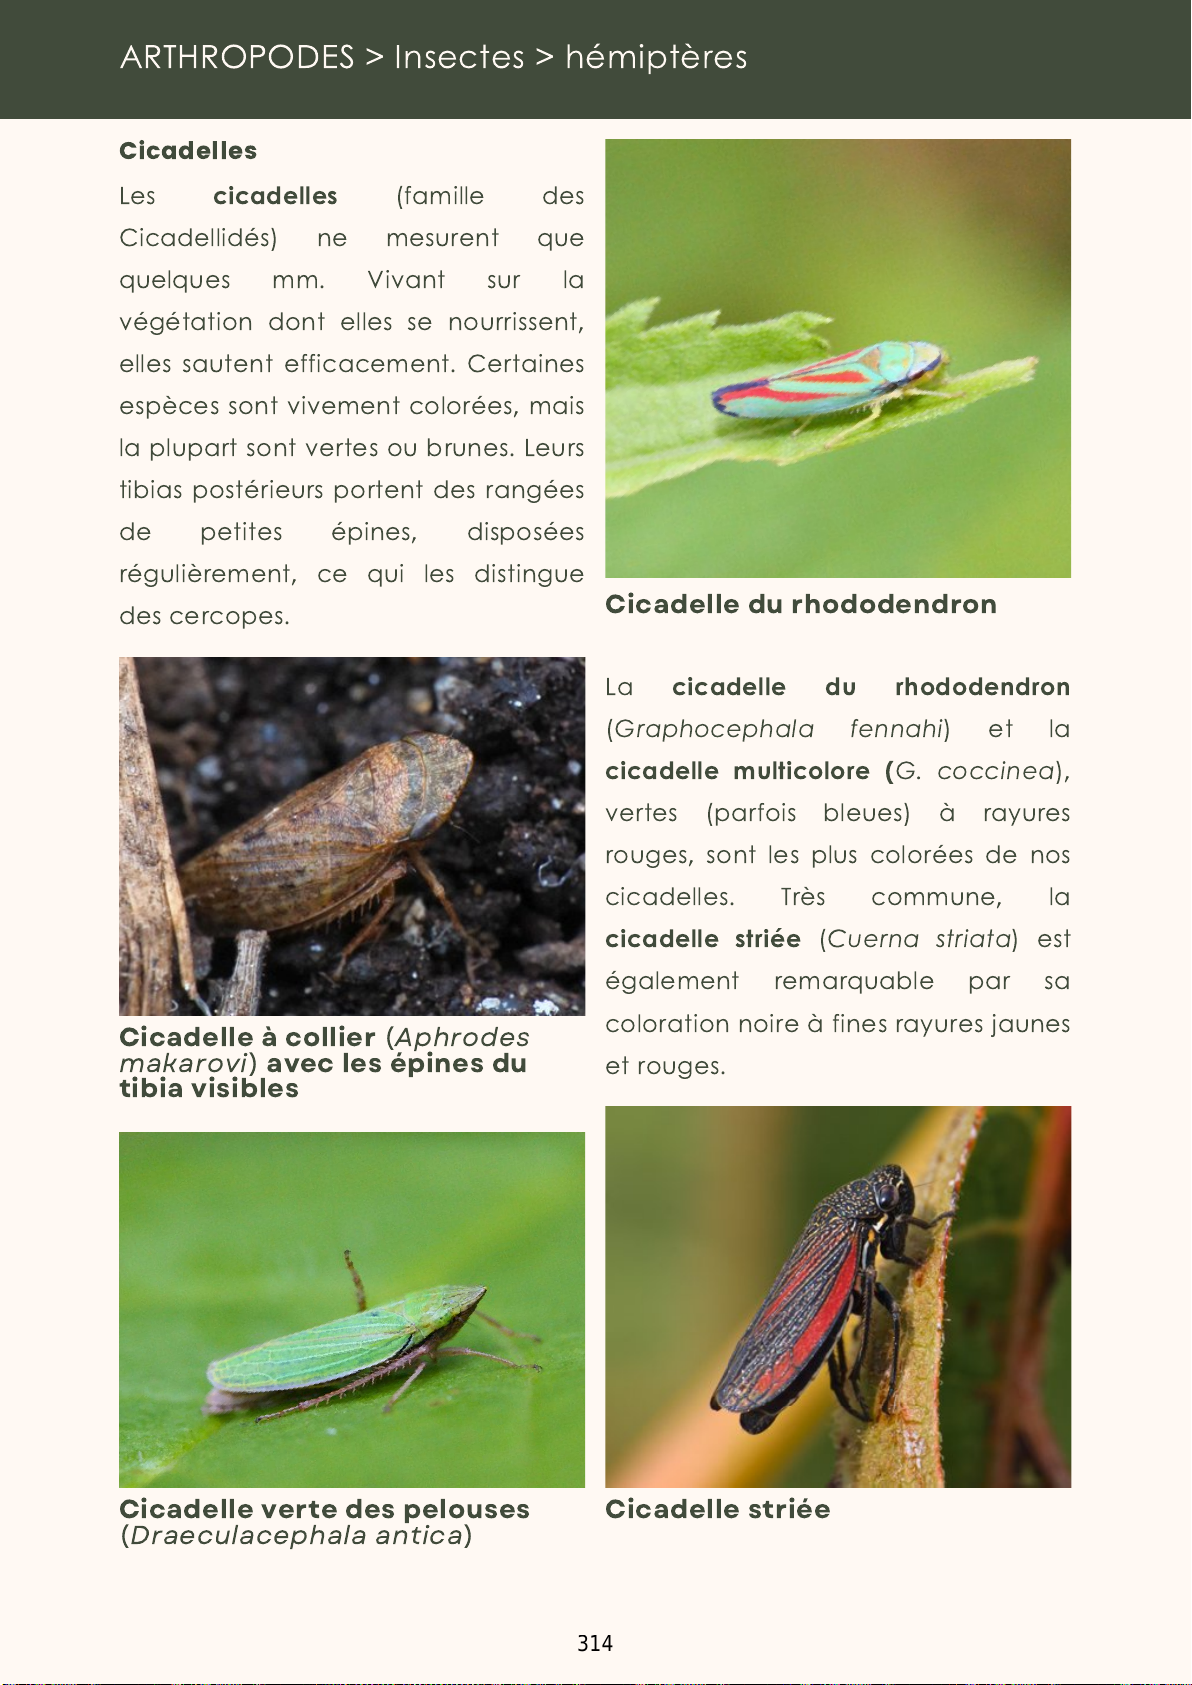 ARTHROPODES > Insectes > hémiptères
Cicadelles
Les cicadelles (famille des
Cicadellidés) ne mesurent que
quelques mm. Vivant sur la
végétation dont elles se nourrissent,
elles sautent efficacement. Certaines
espèces sont vivement colorées, mais
la plupart sont vertes ou brunes. Leurs
tibias postérieurs portent des rangées
de petites épines, disposées
régulièrement, ce qui les distingue
des cercopes.
Cicadelle à collier (Aphrodes
makarovi) avec les épines du
tibia visibles
Cicadelle verte des pelouses
(Draeculacephala antica)
Cicadelle du rhododendron
La cicadelle du rhododendron
(Graphocephala fennahi) et la
cicadelle multicolore (G. coccinea),
vertes (parfois bleues) à rayures
rouges, sont les plus colorées de nos
cicadelles. Très commune, la
cicadelle striée (Cuerna striata) est
également remarquable par sa
coloration noire à fines rayures jaunes
et rouges.
Cicadelle striée
314